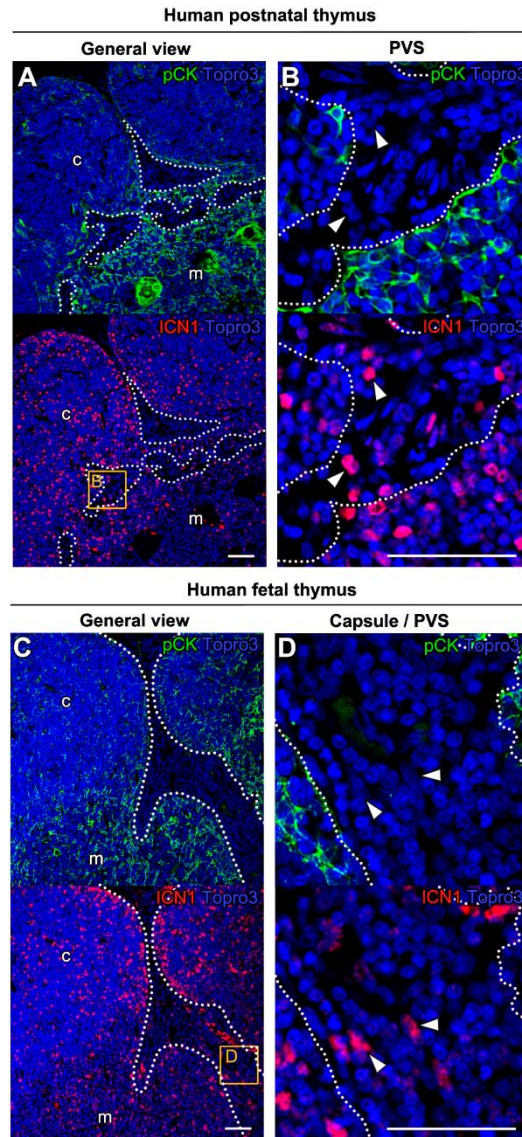 Human postnatal thymus
General view
PVS
A
pCK Topro3
c
m
B
pCK Topro3
ICN1 Topro3
c
B
m
ICN1 Topro3
Human fetal thymus
General view
Capsule / PVS
C
pCK Topro3
c
m
D
pCK Topro3
ICN1 Topro3
c
D
m
ICN1 Topro3